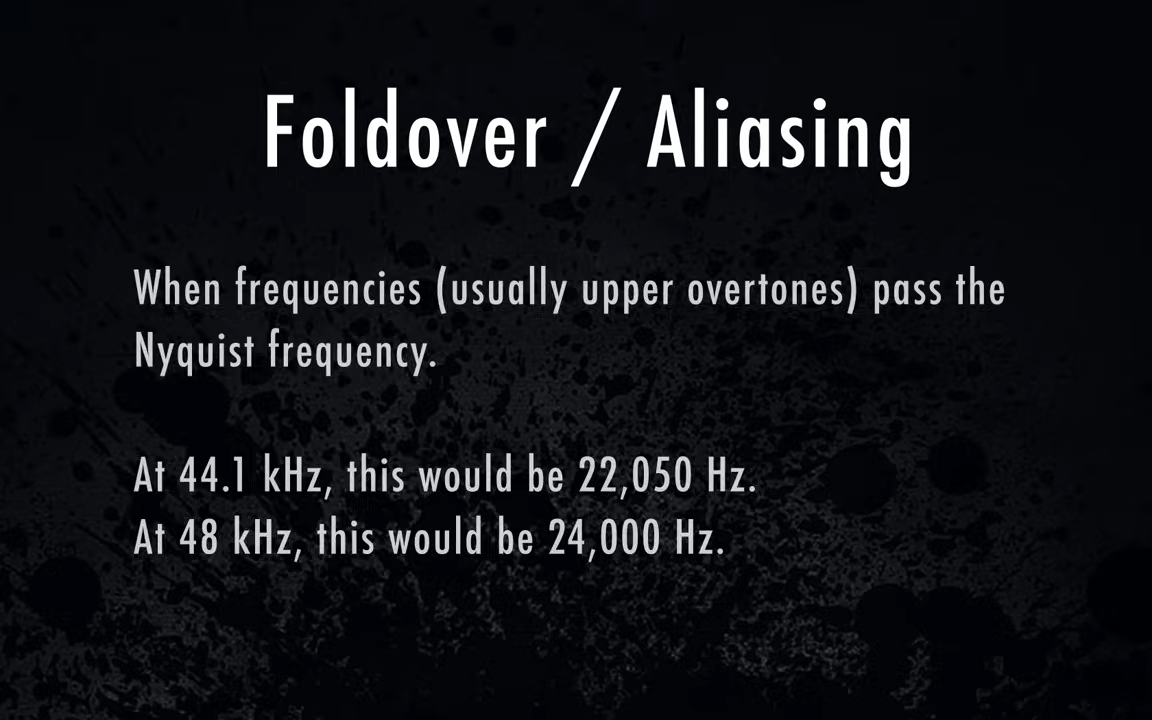 Foldover / Aliasing
When frequencies (usually upper overtones) pass the
Nyquist frequency.
At 44.1 kHz, this would be 22,050 Hz.
At 48 kHz, this would be 24,000 Hz.